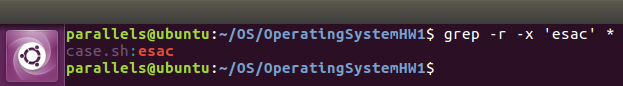 parallels@ubuntu:~/OS/OperatingSystemHW1$ grep -r -x 'esac' *
case.sh:esac
parallels@ubuntu:~/OS/OperatingSystemHW1$